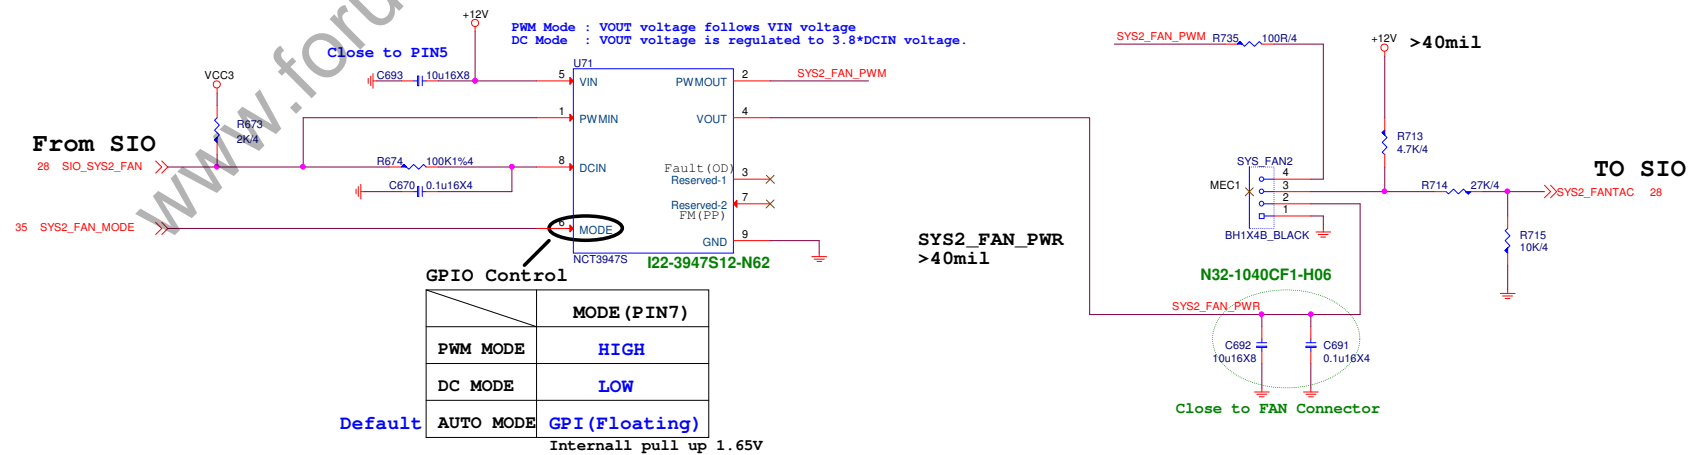 www.foru
+12V
PWM Mode : VOUT voltage follows VIN voltage
DC Mode  : VOUT voltage is regulated to 3.8*DCIN voltage.
Close to PIN5
C693
10u16X8
U71
5
VIN
PWMOUT
2
SYS2_FAN_PWM
VCC3
R673
2K/4
1
PWMIN
VOUT
4
From SIO
28 SIO_SYS2_FAN
R674
100K1%4
8
DCIN
C670
0.1u16X4
Fault(OD)
Reserved-1
3
Reserved-2
7
FM(PP)
35 SYS2_FAN_MODE
6
MODE
GND
9
NCT3947S
I22-3947S12-N62
GPIO Control
MODE(PIN7)
PWM MODE HIGH
DC MODE LOW
Default AUTO MODE GPI(Floating)
Internall pull up 1.65V
SYS2_FAN_PWR
>40mil
SYS2_FAN_PWM
R735
100R/4
+12V
>40mil
R713
4.7K/4
SYS_FAN2
MEC1
4
3
2
1
BH1X4B_BLACK
N32-1040CF1-H06
R714
27K/4
TO SIO
SYS2_FANTAC 28
R715
10K/4
SYS2_FAN_PWR
C692
10u16X8
C691
0.1u16X4
Close to FAN Connector